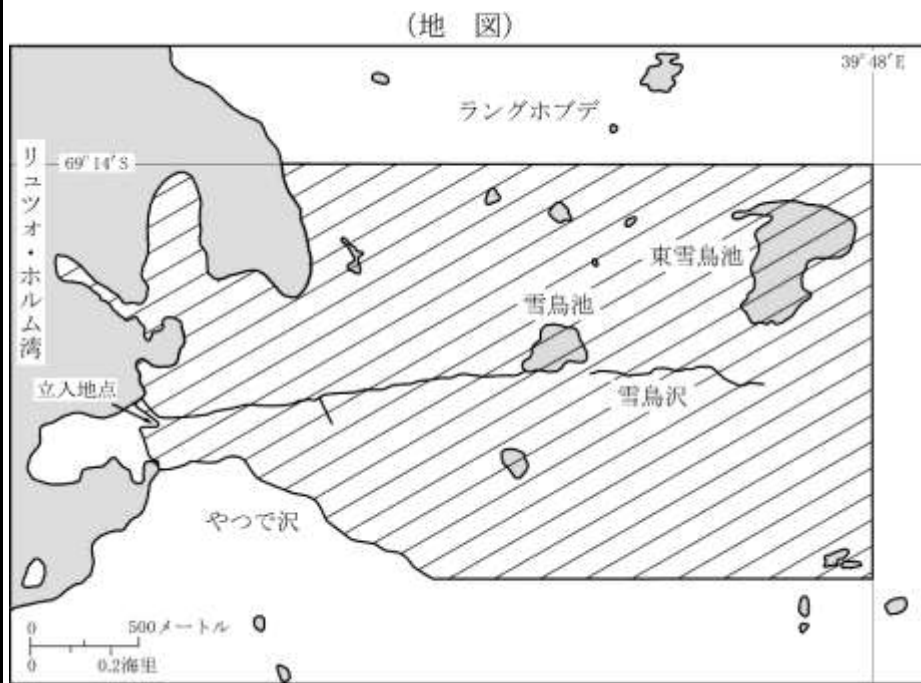 （地　図）
39°48′E
ラングホブデ
69°14′S
リュツォ・ホルム湾
東雪鳥池
雪鳥池
立入地点
雪鳥沢
やつで沢
0　500メートル
0　0.2海里